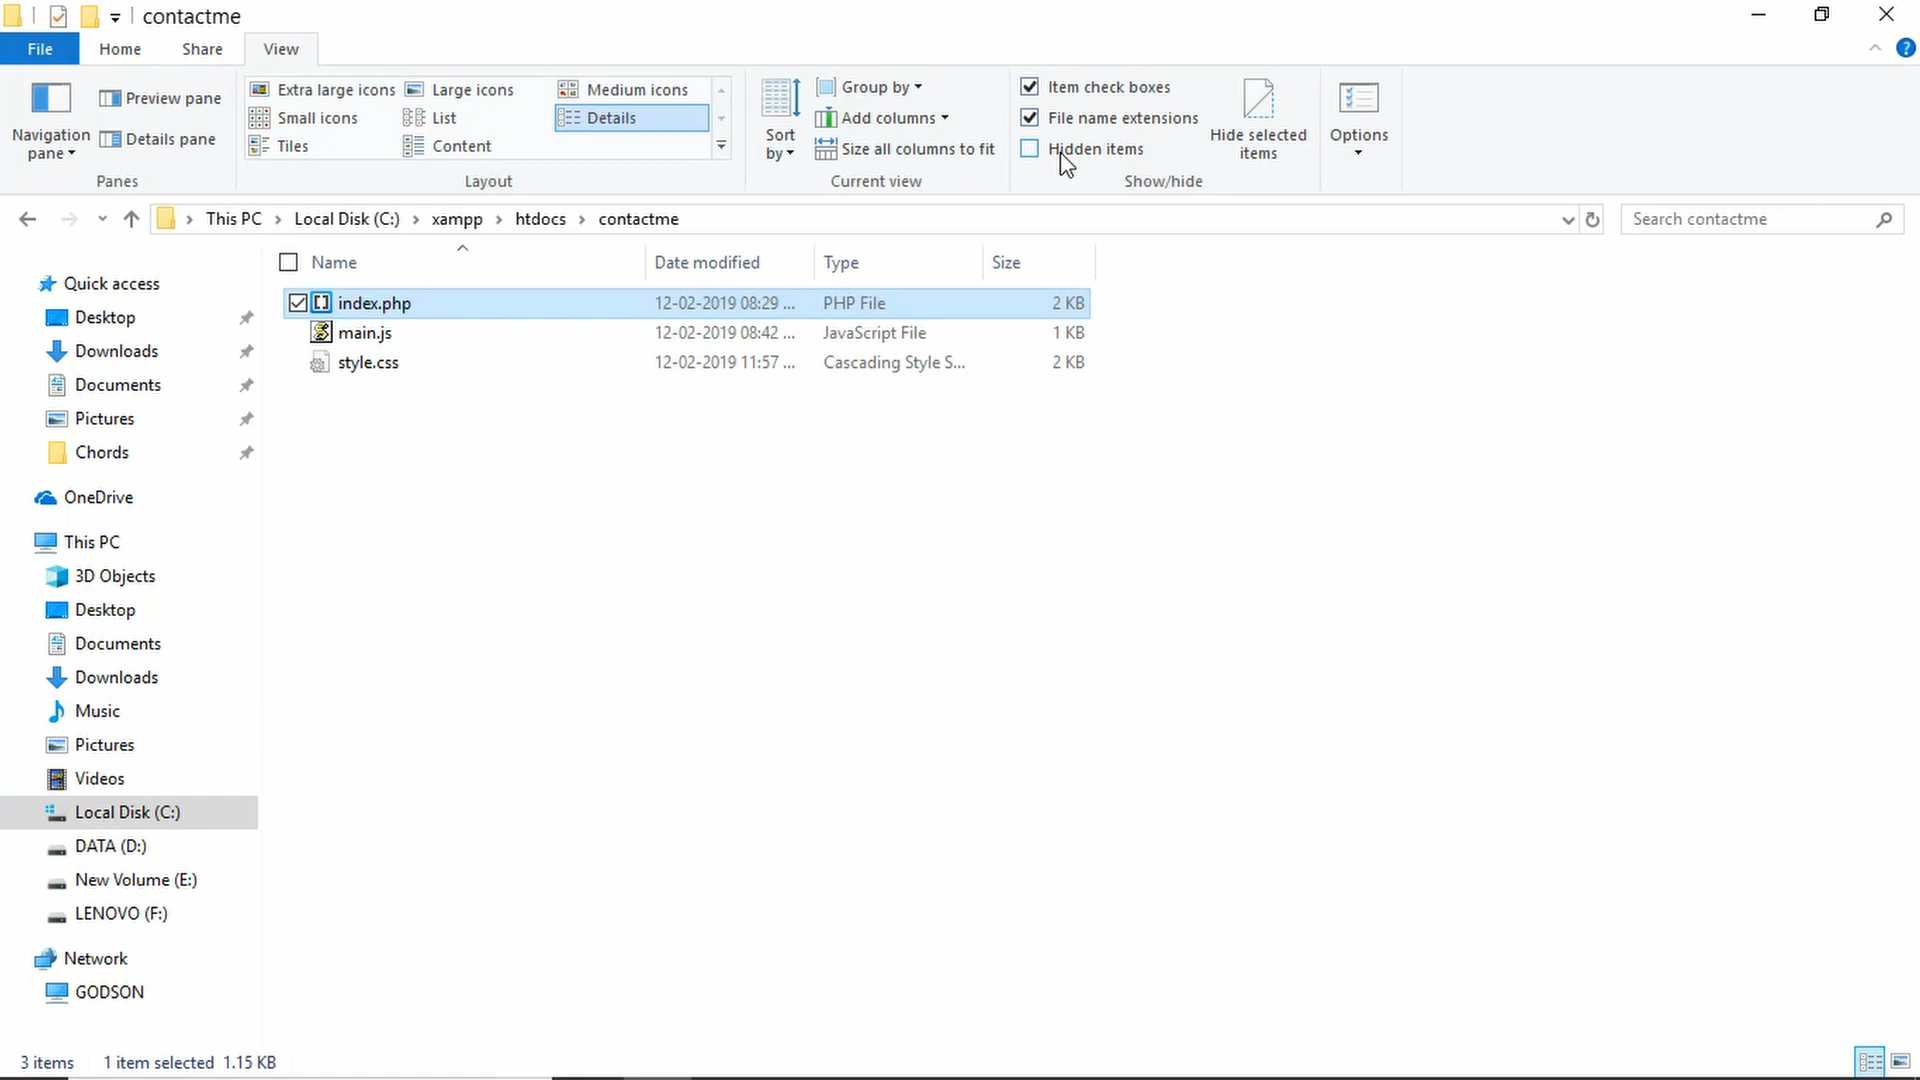 contactme
File Home Share View
Navigation pane
Preview pane
Details pane
Panes
Extra large icons Large icons Medium icons
Small icons List Details
Tiles Content
Layout
Sort by
Group by
Add columns
Size all columns to fit
Current view
Item check boxes
File name extensions
Hidden items
Hide selected items
Show/hide
Options
This PC > Local Disk (C:) > xampp > htdocs > contactme
Search contactme
Name Date modified Type Size
index.php 12-02-2019 08:29 ... PHP File 2 KB
main.js 12-02-2019 08:42 ... JavaScript File 1 KB
style.css 12-02-2019 11:57 ... Cascading Style S... 2 KB
Quick access
Desktop
Downloads
Documents
Pictures
Chords
OneDrive
This PC
3D Objects
Desktop
Documents
Downloads
Music
Pictures
Videos
Local Disk (C:)
DATA (D:)
New Volume (E:)
LENOVO (F:)
Network
GODSON
3 items 1 item selected 1.15 KB